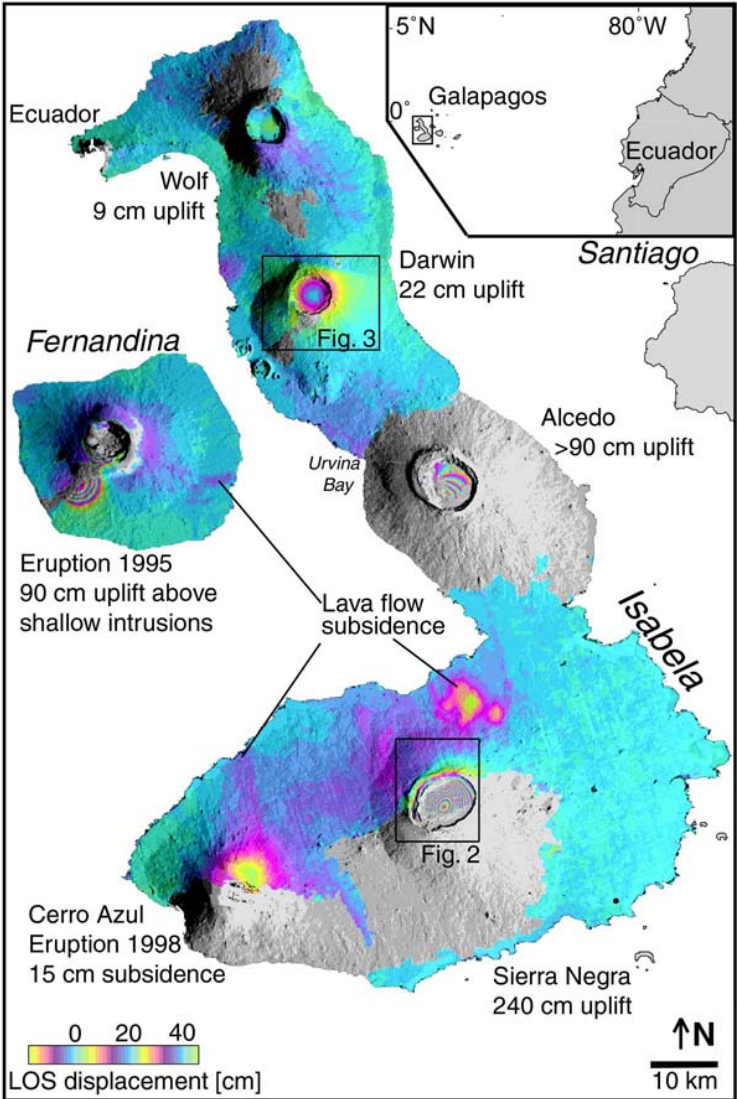 5°N
80°W
0°
Galapagos
Ecuador
Ecuador
Wolf
9 cm uplift
Santiago
Darwin
22 cm uplift
Fig. 3
Fernandina
Alcedo
>90 cm uplift
Urvina
Bay
Eruption 1995
90 cm uplift above
shallow intrusions
Lava flow
subsidence
Isabela
Fig. 2
Cerro Azul
Eruption 1998
15 cm subsidence
Sierra Negra
240 cm uplift
0 20 40
LOS displacement [cm]
↑N
10 km